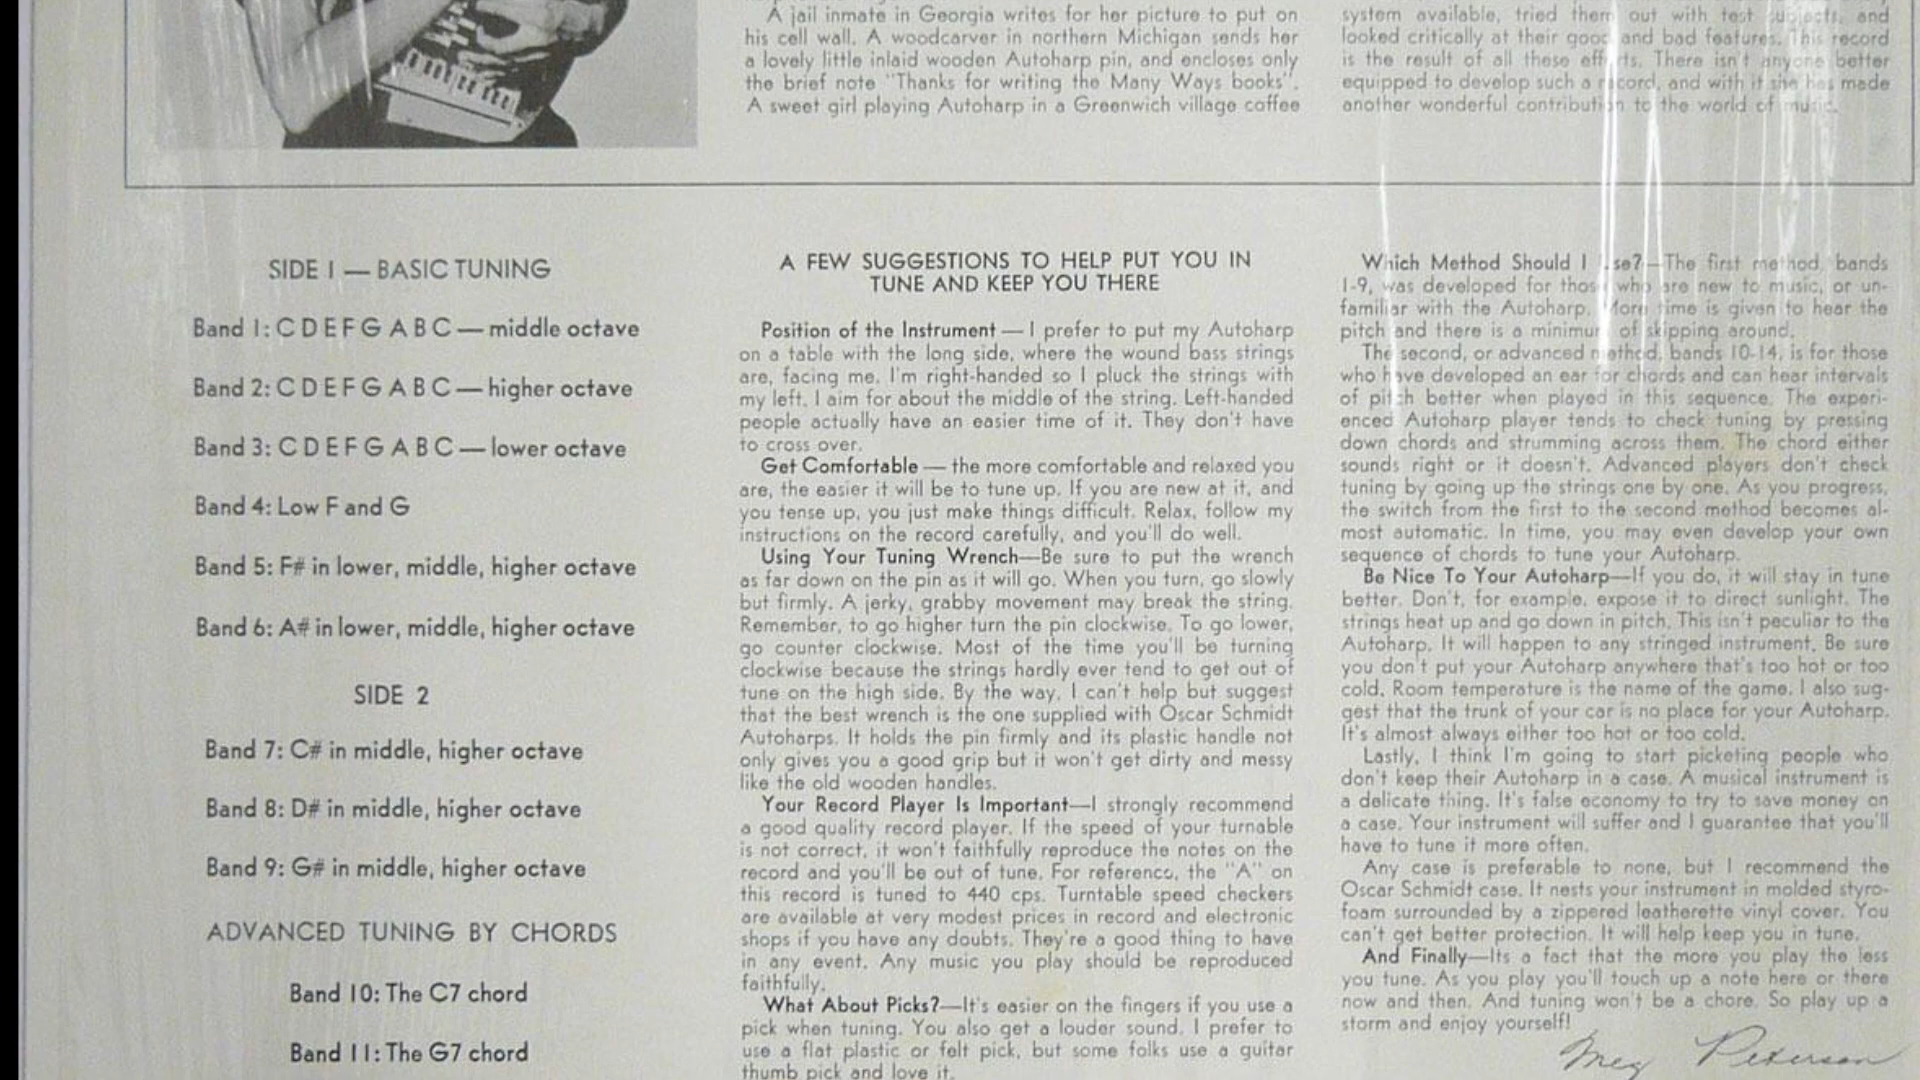 A jail inmate in Georgia writes for her picture to put on
his cell wall. A woodcarver in northern Michigan sends her
a lovely little inlaid wooden Autoharp pin, and encloses only
the brief note "Thanks for writing the Many Ways books".
A sweet girl playing Autoharp in a Greenwich village coffee
system available, tried them out with test subjects, and
looked critically at their good and bad features. This record
is the result of all these efforts. There isn't anyone better
equipped to develop such a record, and with it she has made
another wonderful contribution to the world of music.
SIDE 1 — BASIC TUNING
Band 1: C D E F G A B C — middle octave
Band 2: C D E F G A B C — higher octave
Band 3: C D E F G A B C — lower octave
Band 4: Low F and G
Band 5: F# in lower, middle, higher octave
Band 6: A# in lower, middle, higher octave
SIDE 2
Band 7: C# in middle, higher octave
Band 8: D# in middle, higher octave
Band 9: G# in middle, higher octave
ADVANCED TUNING BY CHORDS
Band 10: The C7 chord
Band 11: The G7 chord
A FEW SUGGESTIONS TO HELP PUT YOU IN
TUNE AND KEEP YOU THERE
Position of the Instrument — I prefer to put my Autoharp
on a table with the long side, where the wound bass strings
are, facing me. I'm right-handed so I pluck the strings with
my left. I aim for about the middle of the string. Left-handed
people actually have an easier time of it. They don't have
to cross over.
Get Comfortable — the more comfortable and relaxed you
are, the easier it will be to tune up. If you are new at it, and
you tense up, you just make things difficult. Relax, follow my
instructions on the record carefully, and you'll do well.
Using Your Tuning Wrench—Be sure to put the wrench
as far down on the pin as it will go. When you turn, go slowly
but firmly. A jerky, grabby movement may break the string.
Remember, to go higher turn the pin clockwise. To go lower,
go counter clockwise. Most of the time you'll be turning
clockwise because the strings hardly ever tend to get out of
tune on the high side. By the way, I can't help but suggest
that the best wrench is the one supplied with Oscar Schmidt
Autoharps. It holds the pin firmly and its plastic handle not
only gives you a good grip but it won't get dirty and messy
like the old wooden handles.
Your Record Player Is Important—I strongly recommend
a good quality record player. If the speed of your turnable
is not correct, it won't faithfully reproduce the notes on the
record and you'll be out of tune. For reference, the "A" on
this record is tuned to 440 cps. Turntable speed checkers
are available at very modest prices in record and electronic
shops if you have any doubts. They're a good thing to have
in any event. Any music you play should be reproduced
faithfully.
What About Picks?—It's easier on the fingers if you use a
pick when tuning. You also get a louder sound. I prefer to
use a flat plastic or felt pick, but some folks use a guitar
thumb pick and love it.
Which Method Should I Use?—The first method, bands
1-9, was developed for those who are new to music, or un-
familiar with the Autoharp. More time is given to hear the
pitch and there is a minimum of skipping around.
The second, or advanced method, bands 10-14, is for those
who have developed an ear for chords and can hear intervals
of pitch better when played in this sequence. The experi-
enced Autoharp player tends to check tuning by pressing
down chords and strumming across them. The chord either
sounds right or it doesn't. Advanced players don't check
tuning by going up the strings one by one. As you progress,
the switch from the first to the second method becomes al-
most automatic. In time, you may even develop your own
sequence of chords to tune your Autoharp.
Be Nice To Your Autoharp—If you do, it will stay in tune
better. Don't, for example, expose it to direct sunlight. The
strings heat up and go down in pitch. This isn't peculiar to the
Autoharp. It will happen to any stringed instrument. Be sure
you don't put your Autoharp anywhere that's too hot or too
cold. Room temperature is the name of the game. I also sug-
gest that the trunk of your car is no place for your Autoharp.
It's almost always either too hot or too cold.
Lastly, I think I'm going to start picketing people who
don't keep their Autoharp in a case. A musical instrument is
a delicate thing. It's false economy to try to save money on
a case. Your instrument will suffer and I guarantee that you'll
have to tune it more often.
Any case is preferable to none, but I recommend the
Oscar Schmidt case. It nests your instrument in molded styro-
foam surrounded by a zippered leatherette vinyl cover. You
can't get better protection. It will help keep you in tune.
And Finally—Its a fact that the more you play the less
you tune. As you play you'll touch up a note here or there
now and then. And tuning won't be a chore. So play up a
storm and enjoy yourself!
Meg Peterson